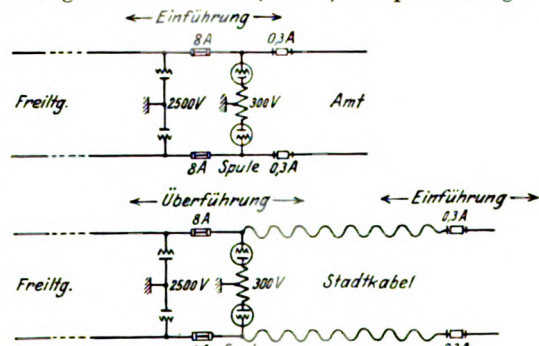 ← Einführung →
8A 0,3A
Freiltg. 2500V 300V Amt
8A Spule 0,3A
← Überführung → ← Einführung →
8A 0,3A
Freiltg. 2500V 300V Stadtkabel